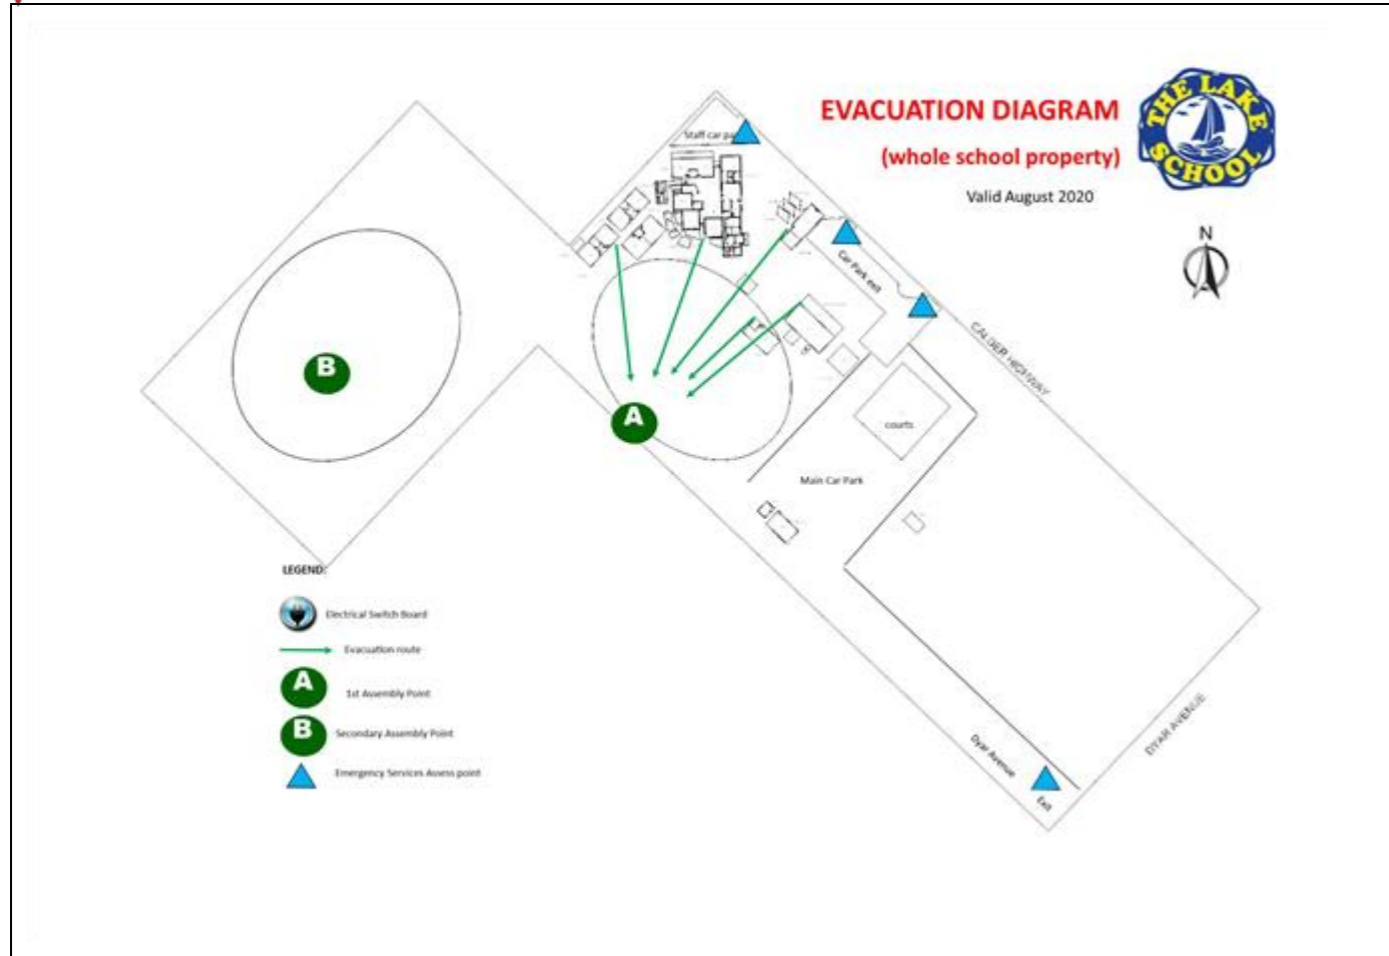 EVACUATION DIAGRAM
(whole school property)
Valid August 2020
THE LAKE
SCHOOL
N
Staff car pa
Car Park exit
CALDER HIGHWAY
B
A
courts
Main Car Park
LEGEND:
Electrical Switch Board
Evacuation route
A
1st Assembly Point
B
Secondary Assembly Point
Emergency Services Assess point
Dyar Avenue
Exit
DYAR AVENUE